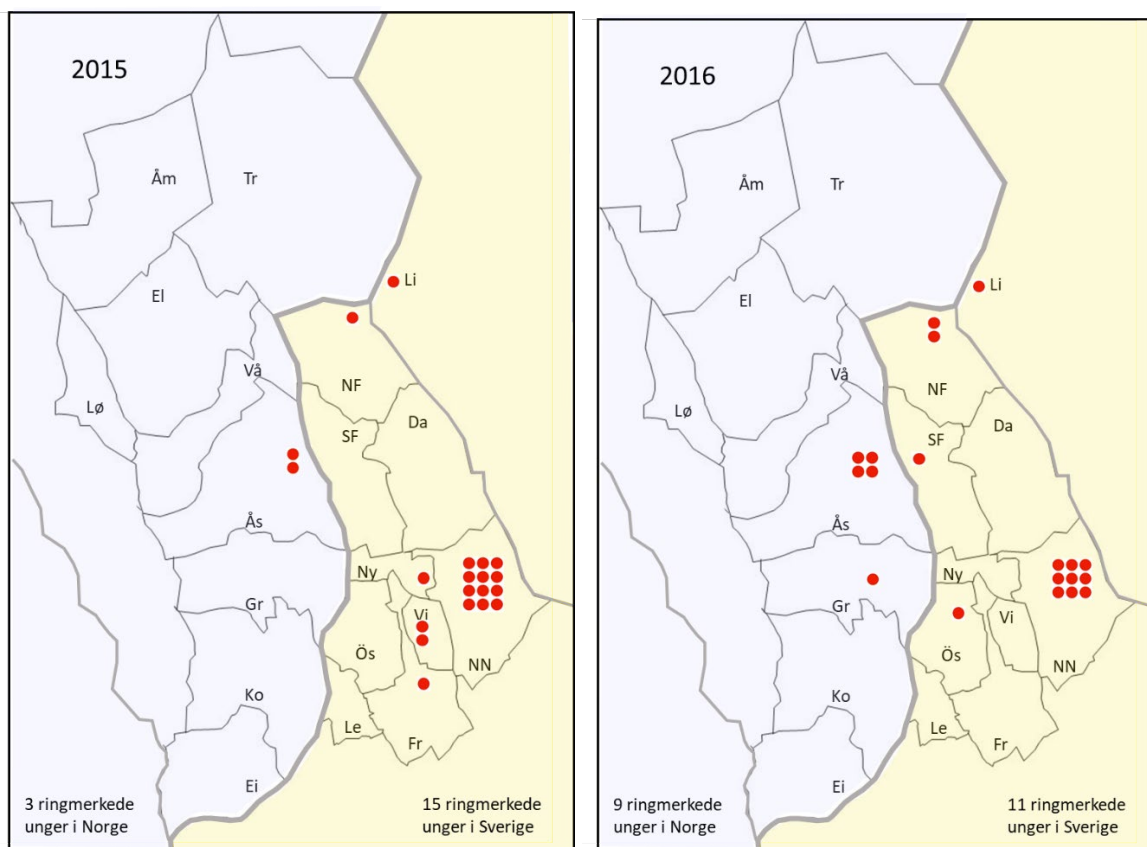 2015
Åm
Tr
Li
El
Vå
NF
Lø
SF
Da
Ås
Ny
Gr
Vi
Ös
NN
Ko
Le
Fr
Ei
3 ringmerkede
unger i Norge
15 ringmerkede
unger i Sverige
2016
Åm
Tr
Li
El
Vå
NF
Lø
SF
Da
Ås
Ny
Gr
Vi
Ös
NN
Ko
Le
Fr
Ei
9 ringmerkede
unger i Norge
11 ringmerkede
unger i Sverige